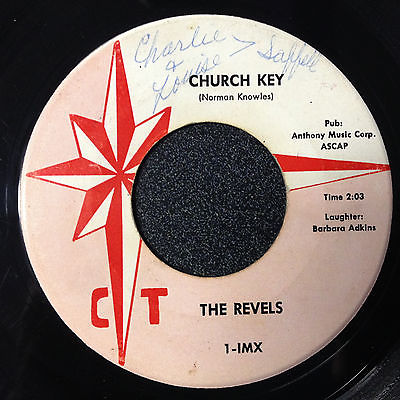 Charlie & Louise > Saffell
CHURCH KEY
(Norman Knowles)
Pub:
Anthony Music Corp.
ASCAP
Time 2:03
Laughter:
Barbara Adkins
CT
THE REVELS
1-IMX